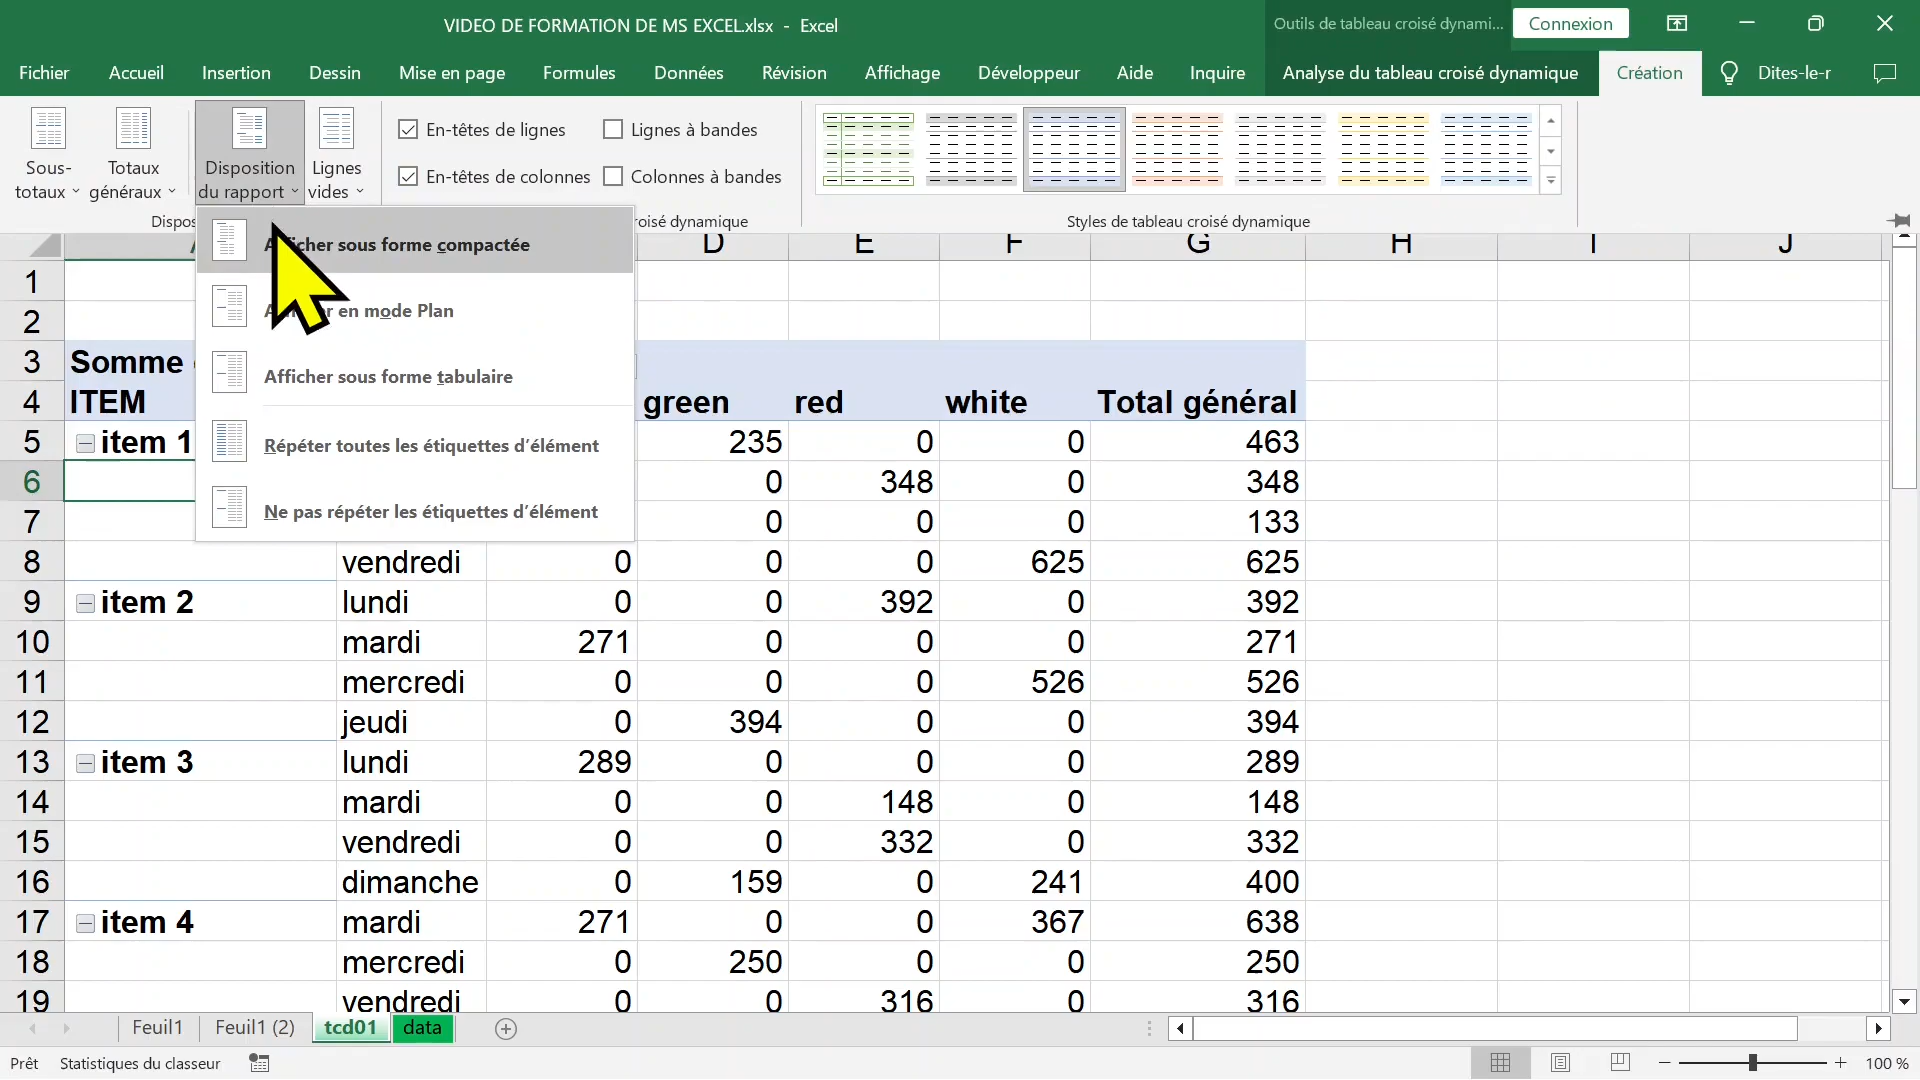 VIDEO DE FORMATION DE MS EXCEL.xlsx - Excel
Outils de tableau croisé dynami...
Connexion
Fichier Accueil Insertion Dessin Mise en page Formules Données Révision Affichage Développeur Aide Inquire Analyse du tableau croisé dynamique Création Dites-le-r
Sous-
totaux
Totaux
généraux
Disposition
du rapport
Lignes
vides
En-têtes de lignes
Lignes à bandes
En-têtes de colonnes
Colonnes à bandes
Dispos
roisé dynamique
Styles de tableau croisé dynamique
sous forme compactée
en mode Plan
Afficher sous forme tabulaire
Répéter toutes les étiquettes d'élément
Ne pas répéter les étiquettes d'élément
D E F G H I J
1
2
3 Somme
4 ITEM green red white Total général
5 item 1 235 0 0 463
6 0 348 0 348
7 0 0 0 133
8 vendredi 0 0 0 625 625
9 item 2 lundi 0 0 392 0 392
10 mardi 271 0 0 0 271
11 mercredi 0 0 0 526 526
12 jeudi 0 394 0 0 394
13 item 3 lundi 289 0 0 0 289
14 mardi 0 0 148 0 148
15 vendredi 0 0 332 0 332
16 dimanche 0 159 0 241 400
17 item 4 mardi 271 0 0 367 638
18 mercredi 0 250 0 0 250
19 vendredi 0 0 316 0 316
Feuil1 Feuil1 (2) tcd01 data
Prêt Statistiques du classeur 100 %